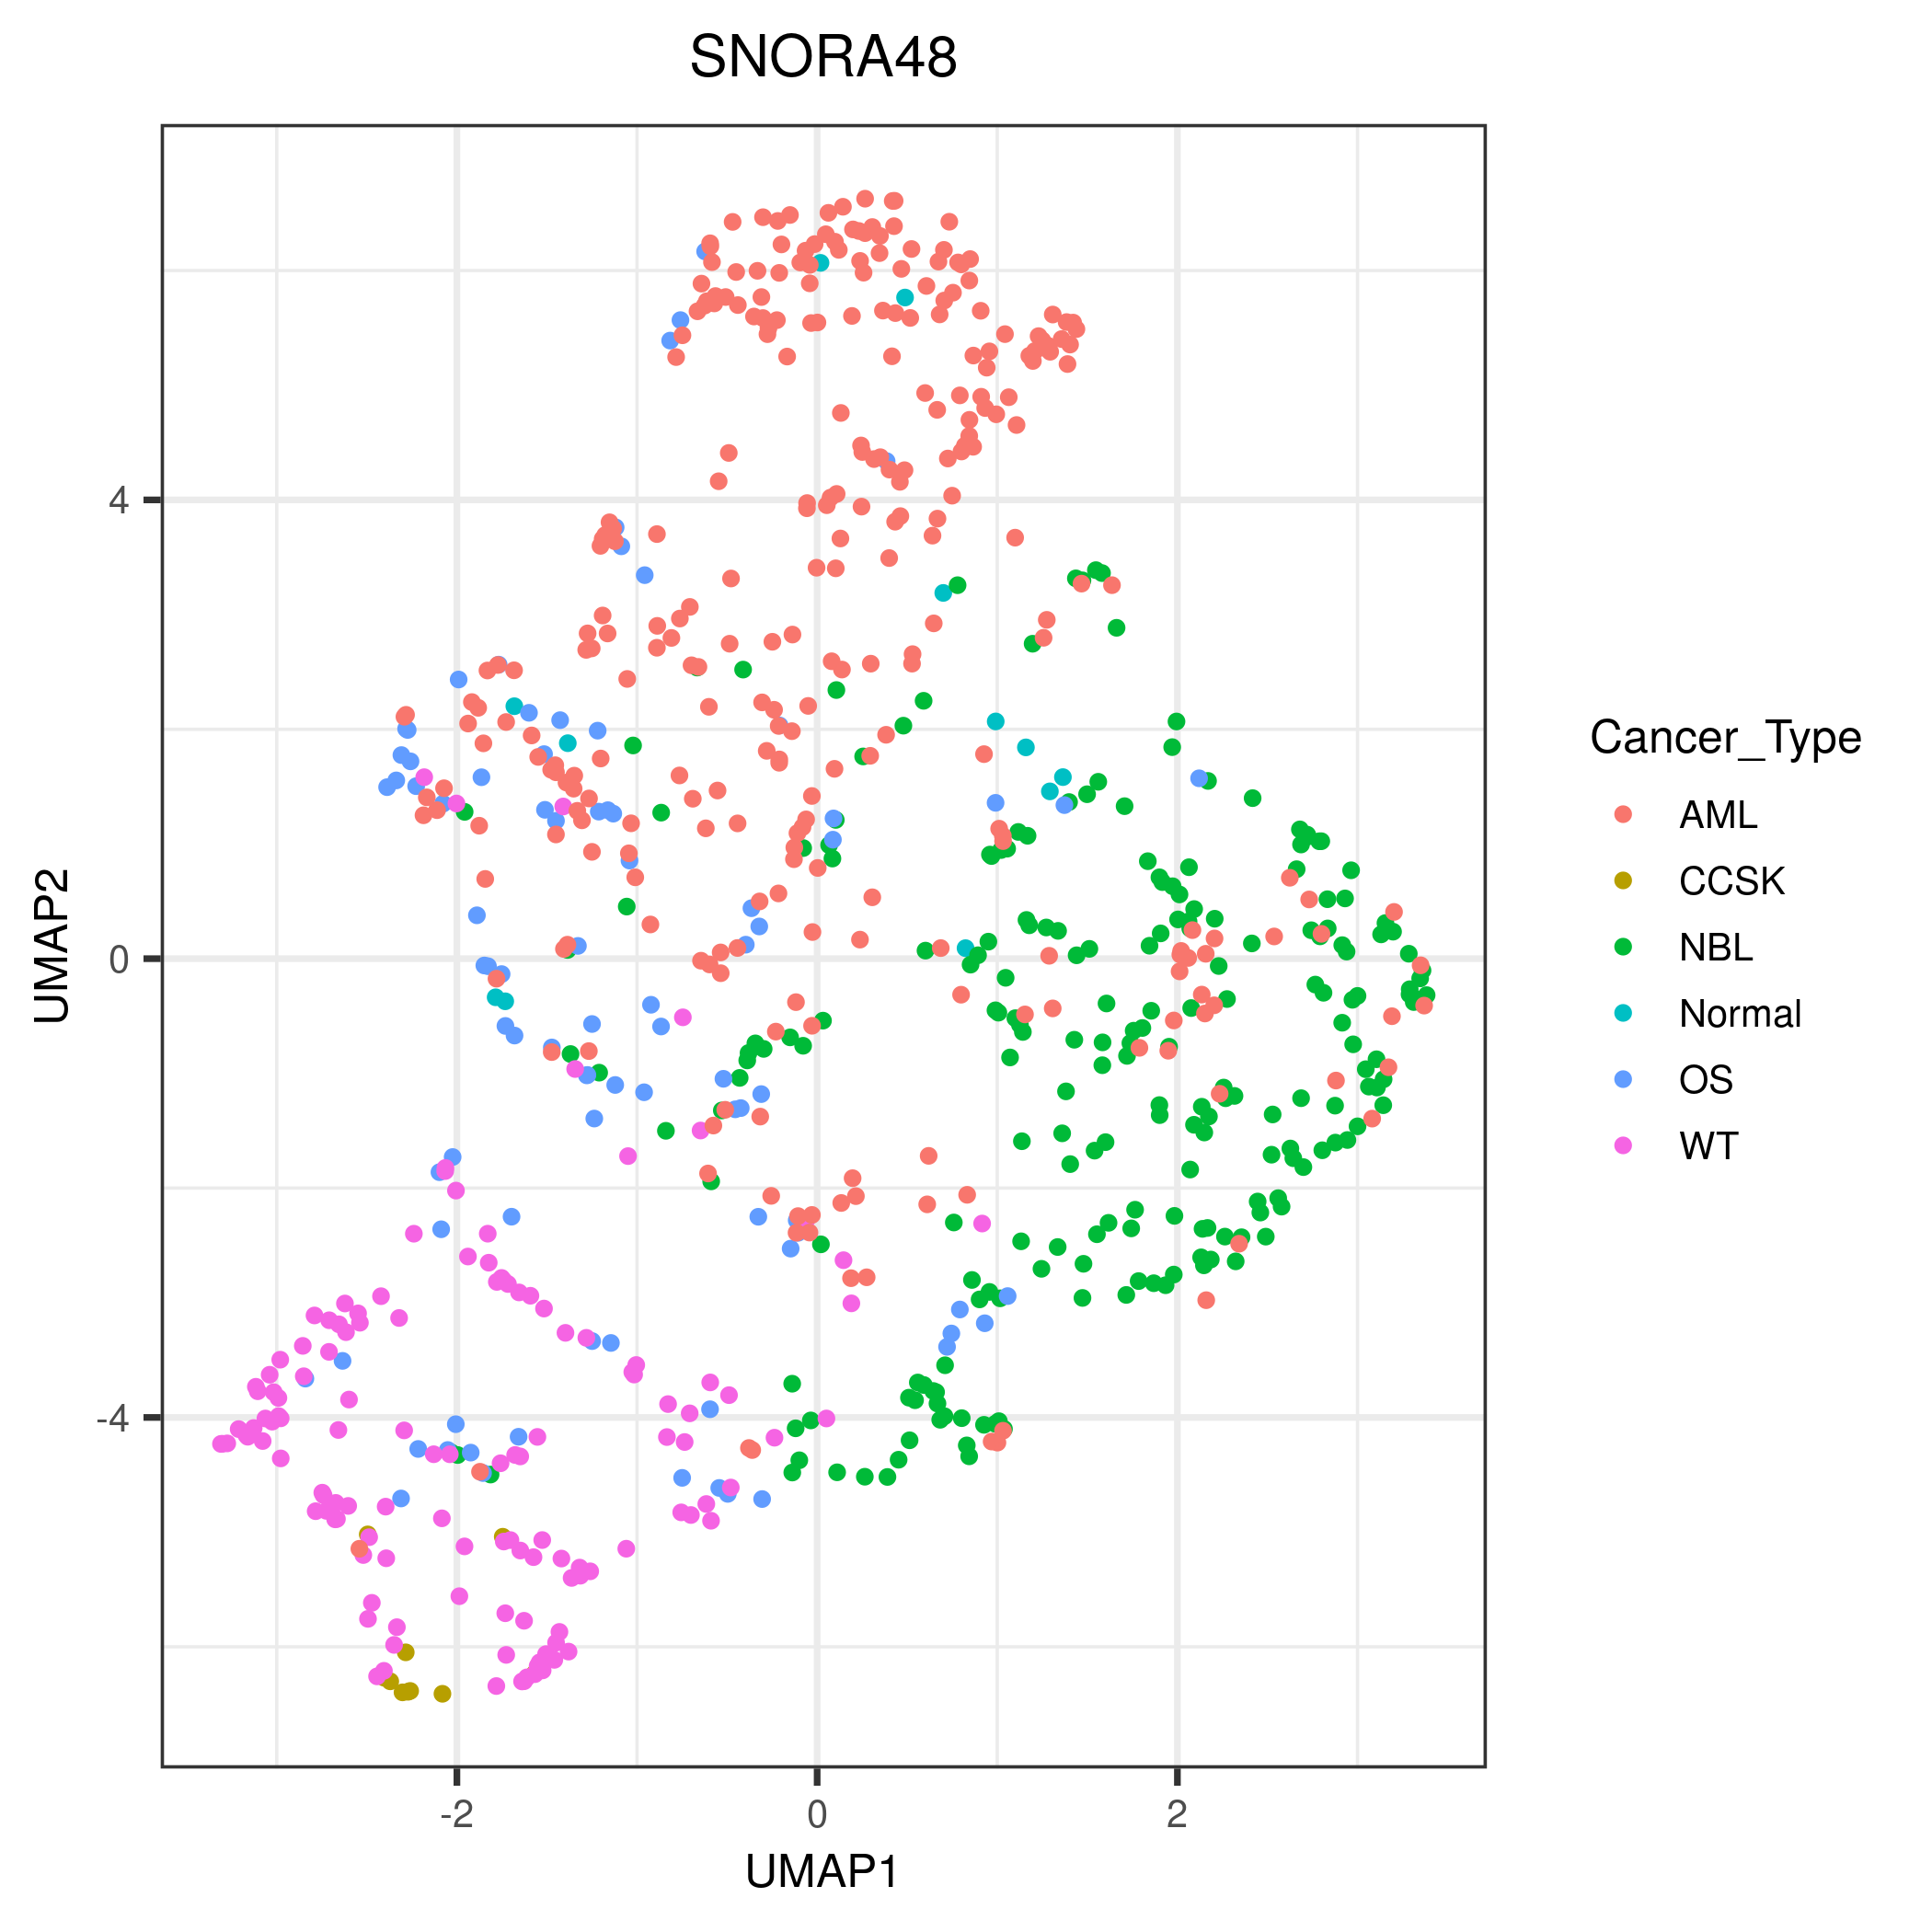 SNORA48
UMAP2
4
0
-4
-2
0
2
UMAP1
Cancer_Type
AML
CCSK
NBL
Normal
OS
WT